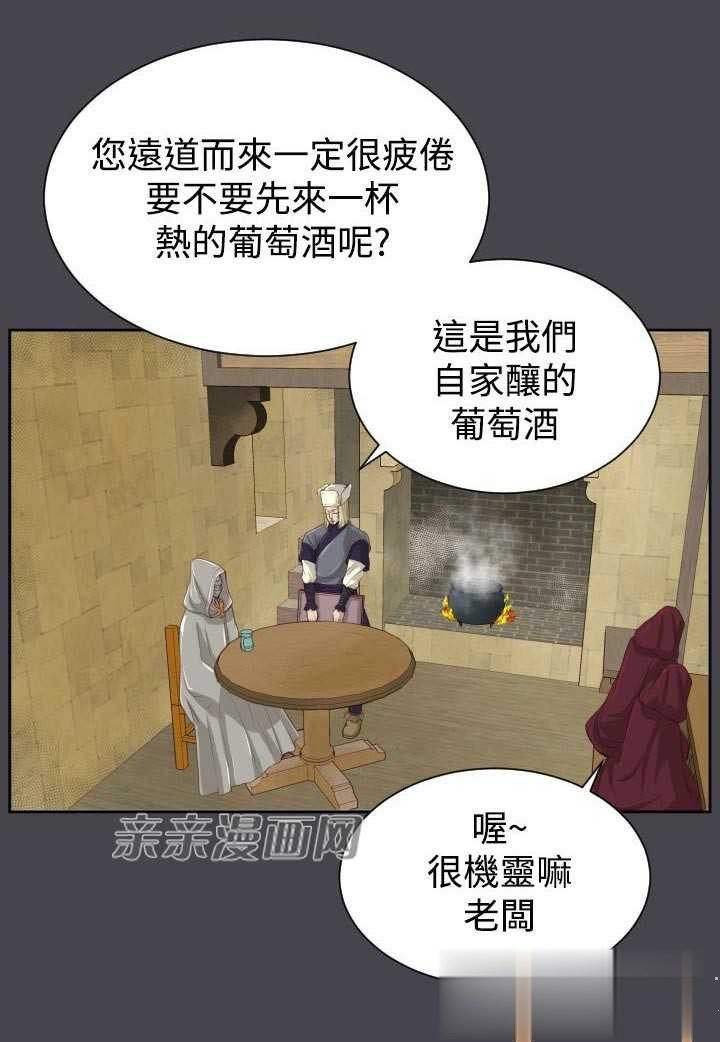 您遠道而來一定很疲倦
要不要先來一杯
熱的葡萄酒呢?
這是我們
自家釀的
葡萄酒
亲亲漫画网
喔~
很機靈嘛
老闆